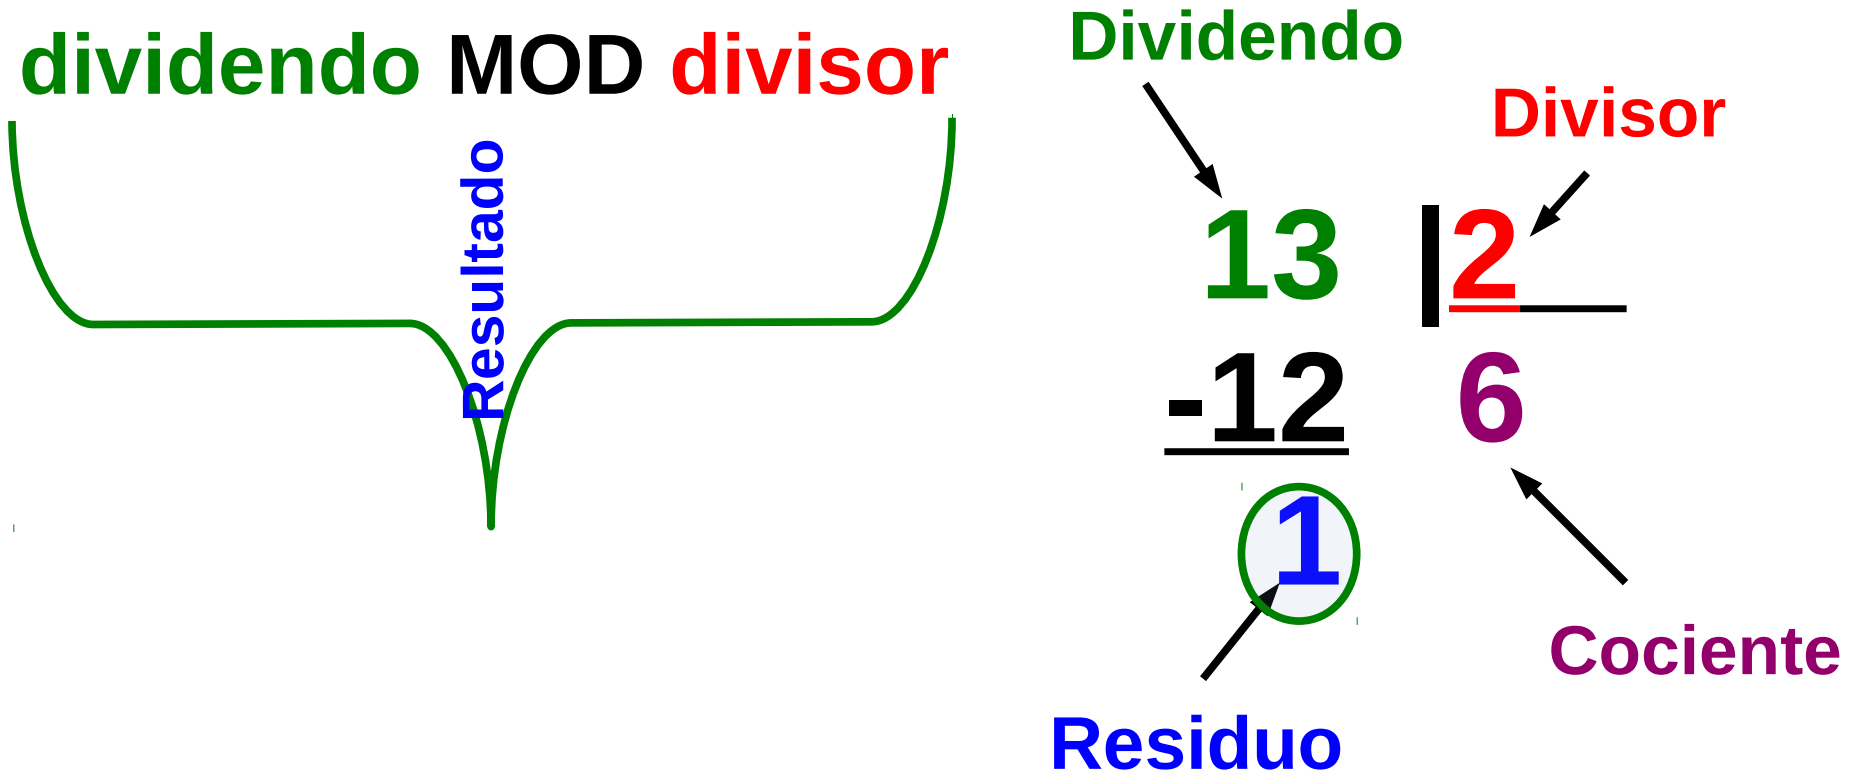 dividendo MOD divisor
Resultado
Dividendo
Divisor
13 2
-12 6
1
Cociente
Residuo